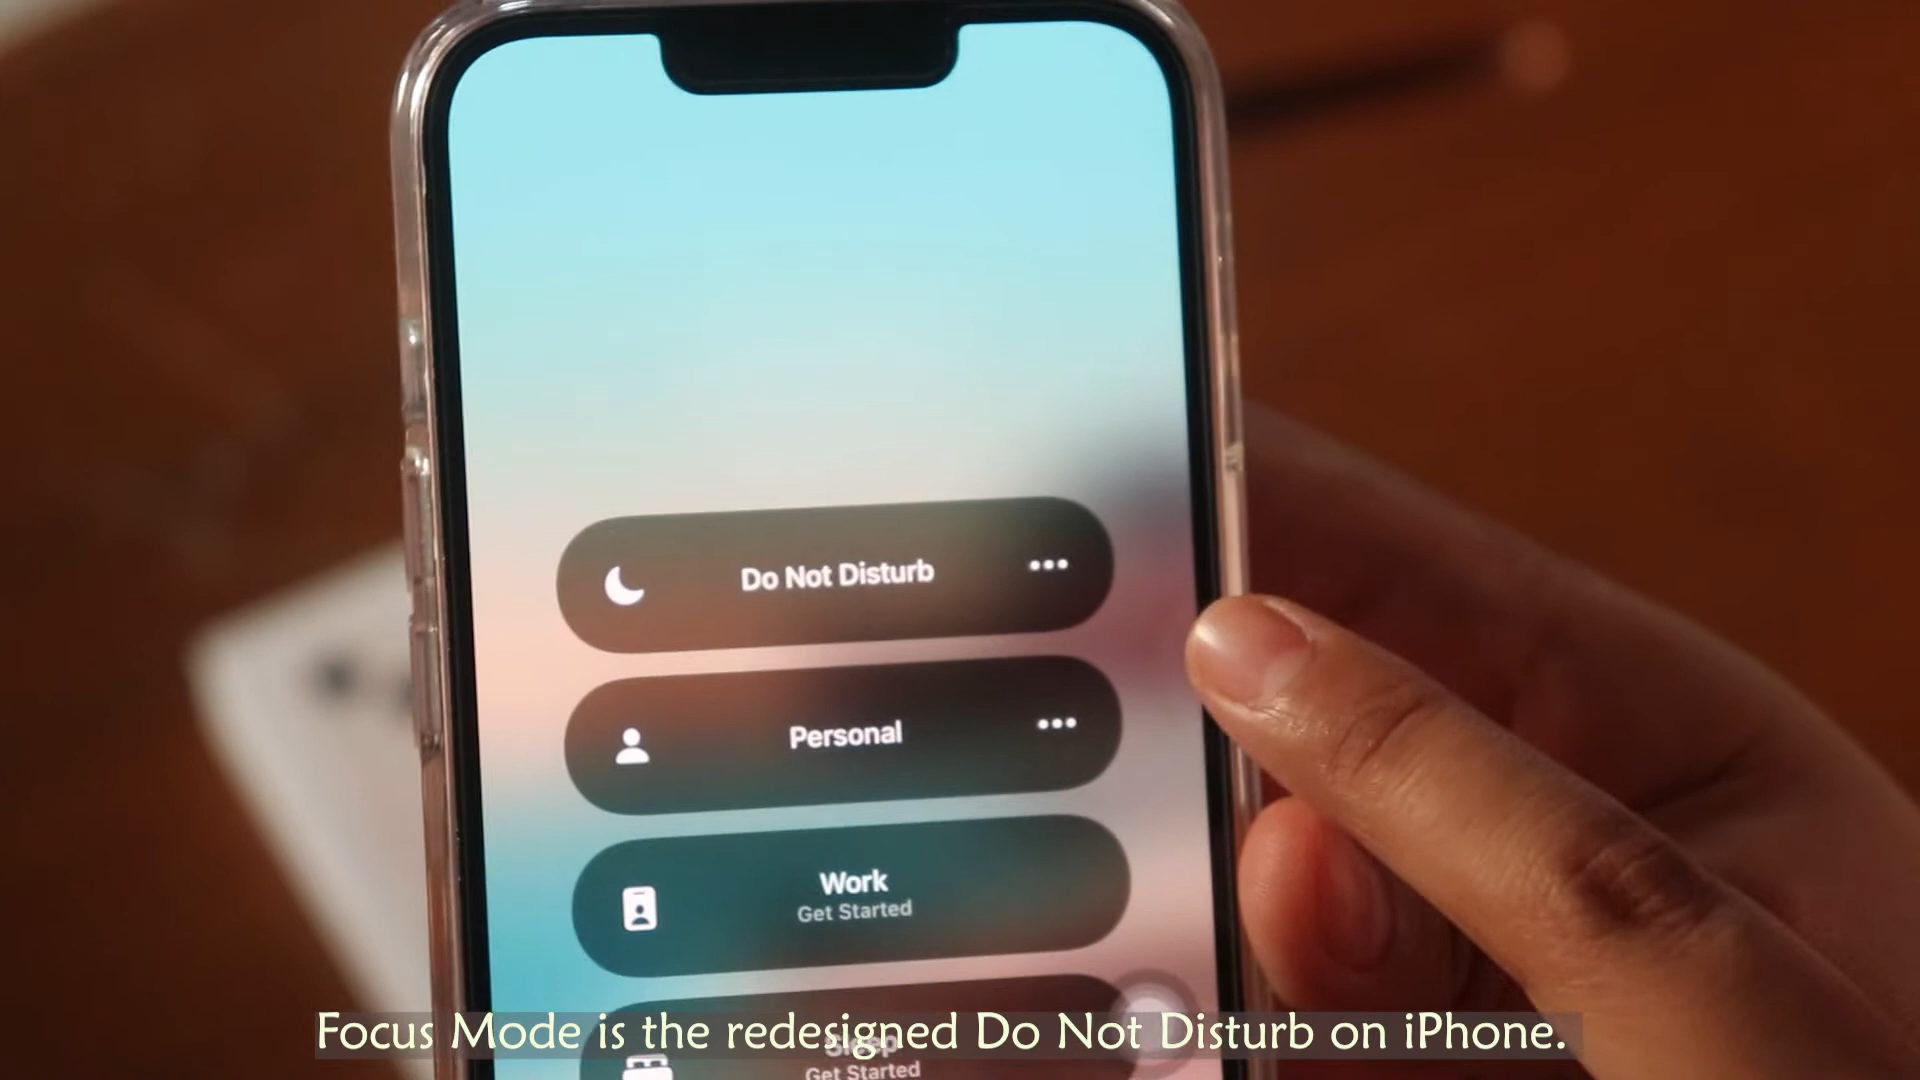 Do Not Disturb
Personal
Work
Get Started
Focus Mode is the redesigned Do Not Disturb on iPhone.
Sleep
Get Started